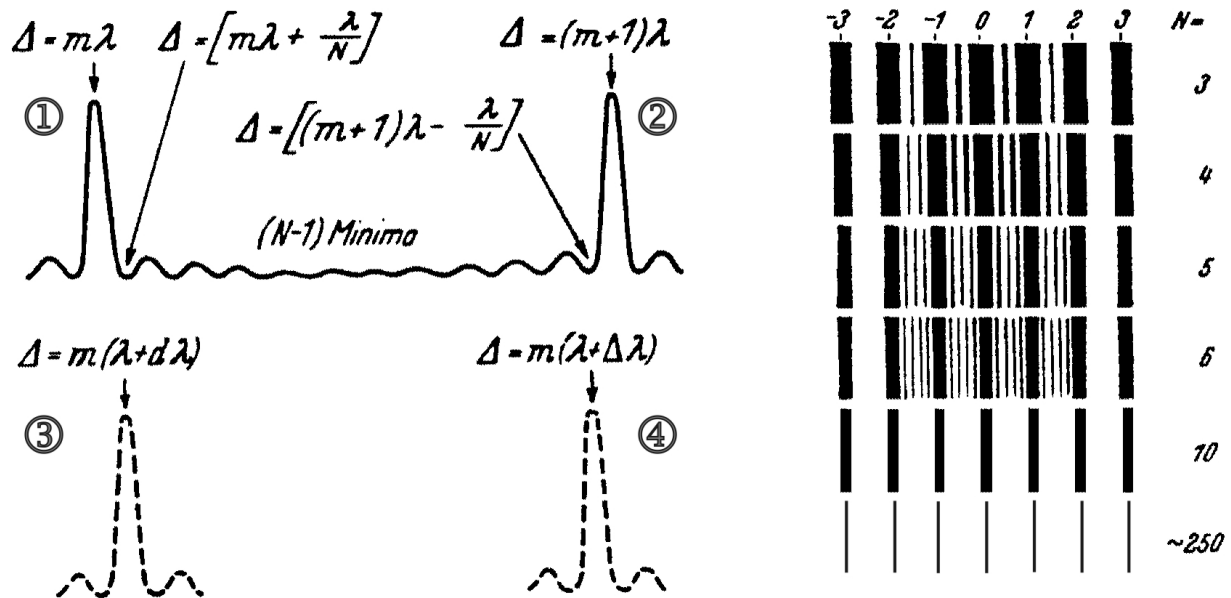 Δ = mλ
Δ = [mλ + λ/N]
Δ = (m+1)λ
①
Δ = [(m+1)λ − λ/N]
②
(N-1) Minima
Δ = m(λ+dλ)
Δ = m(λ+Δλ)
③
④
-3 -2 -1 0 1 2 3 N=
3
4
5
6
10
~250